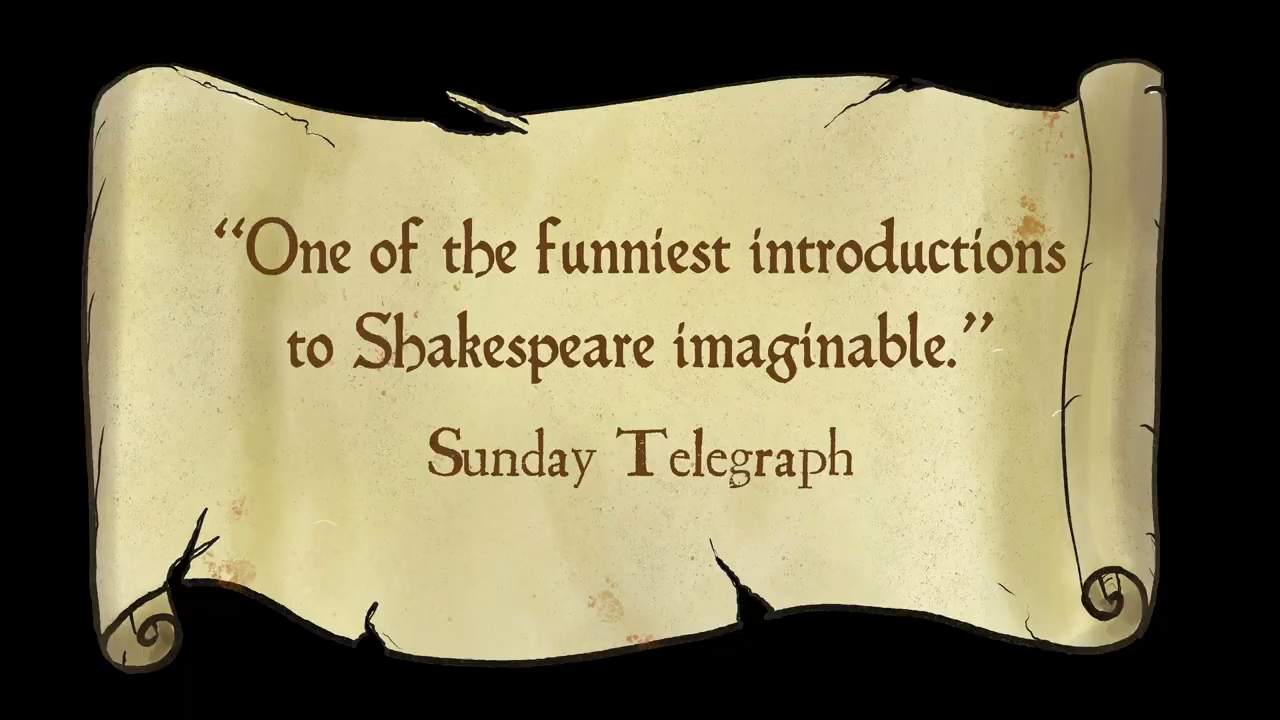 “One of the funniest introductions
to Shakespeare imaginable.”
Sunday Telegraph